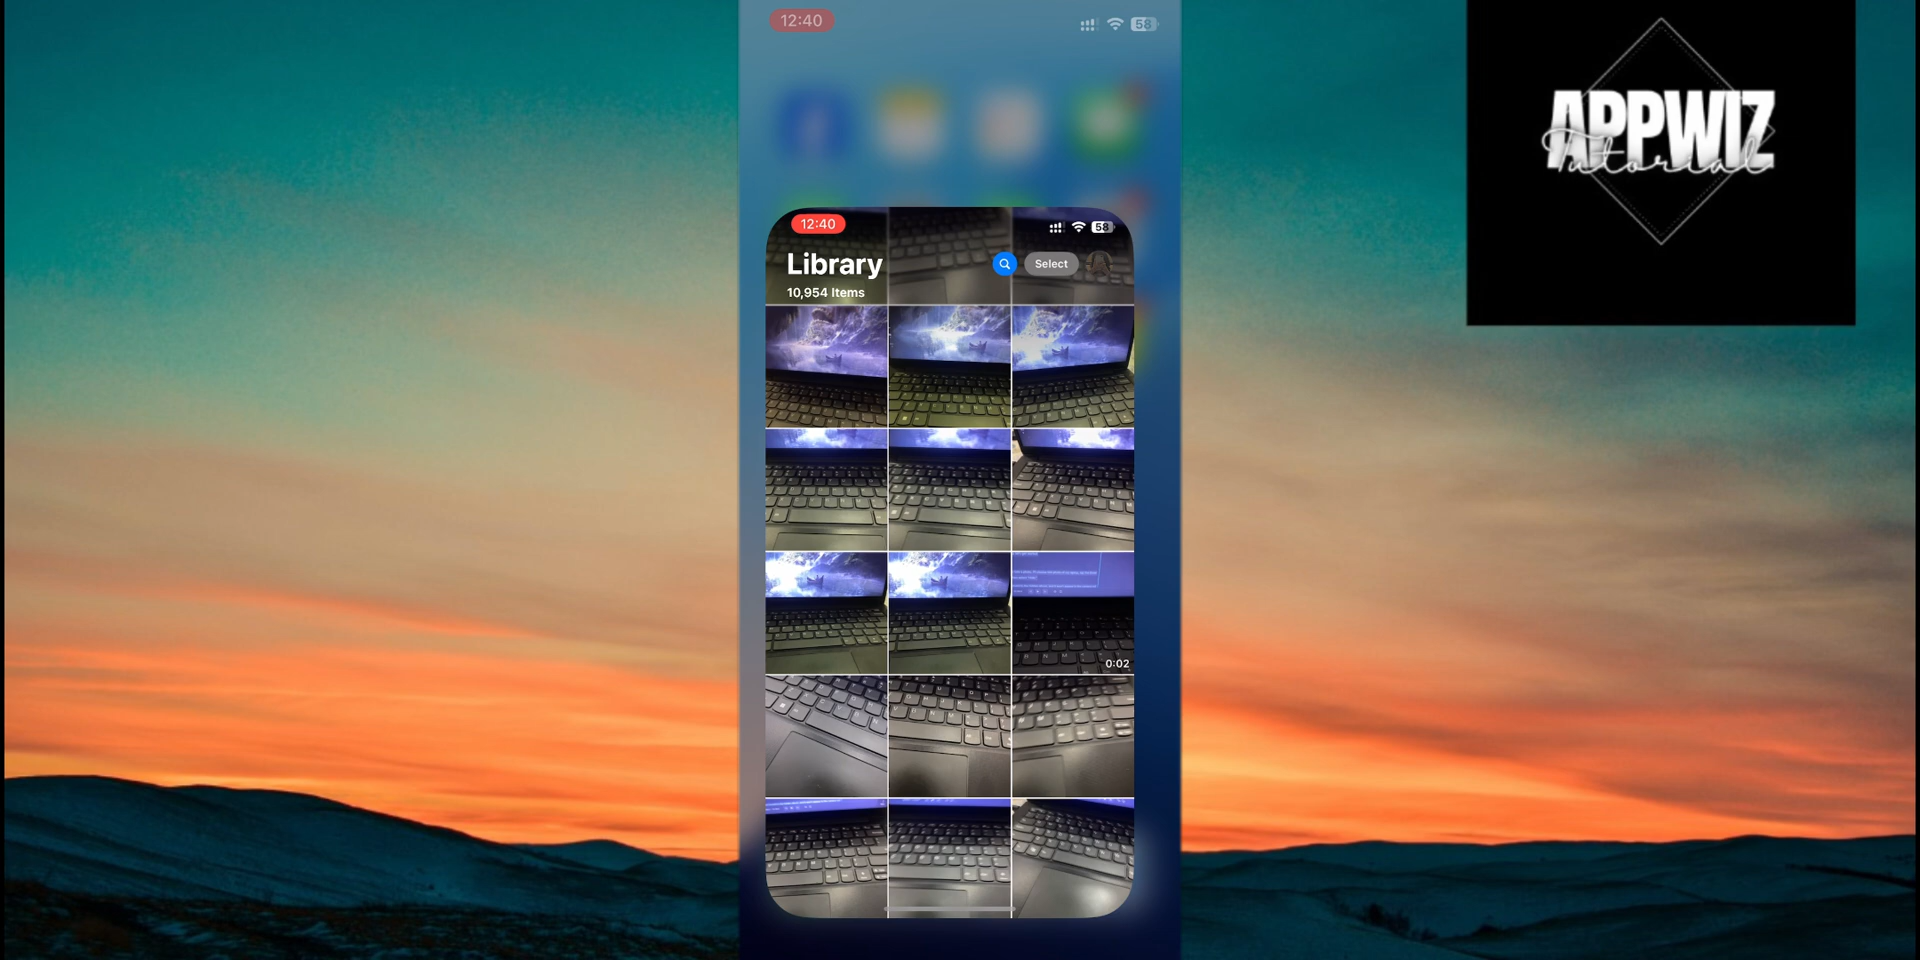 12:40
58
APPWIZ
Tutorial
12:40
58
Library
Select
10,954 Items
0:02